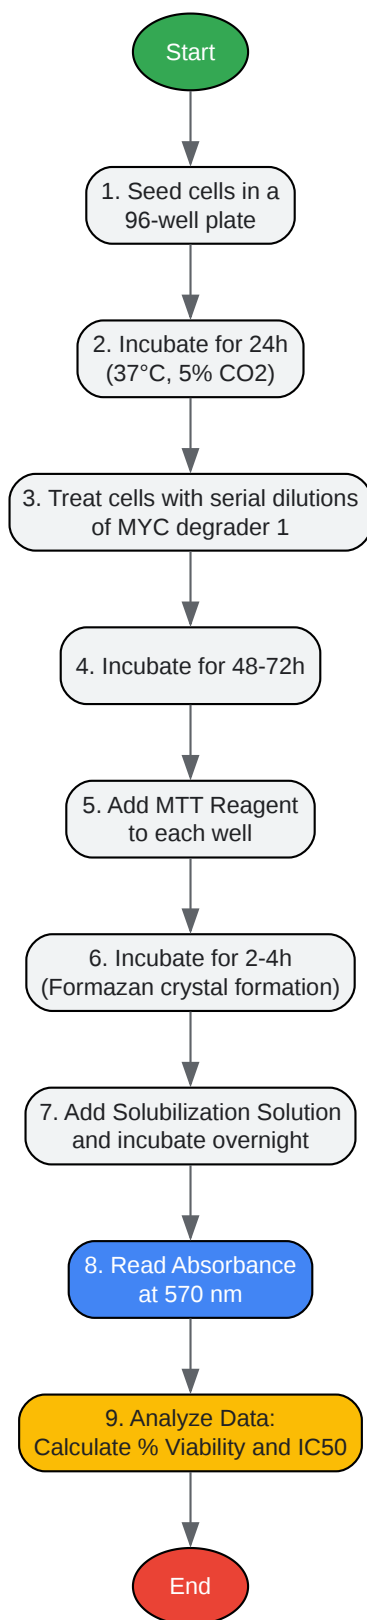 Start
1. Seed cells in a
96-well plate
2. Incubate for 24h
(37°C, 5% CO2)
3. Treat cells with serial dilutions
of MYC degrader 1
4. Incubate for 48-72h
5. Add MTT Reagent
to each well
6. Incubate for 2-4h
(Formazan crystal formation)
7. Add Solubilization Solution
and incubate overnight
8. Read Absorbance
at 570 nm
9. Analyze Data:
Calculate % Viability and IC50
End